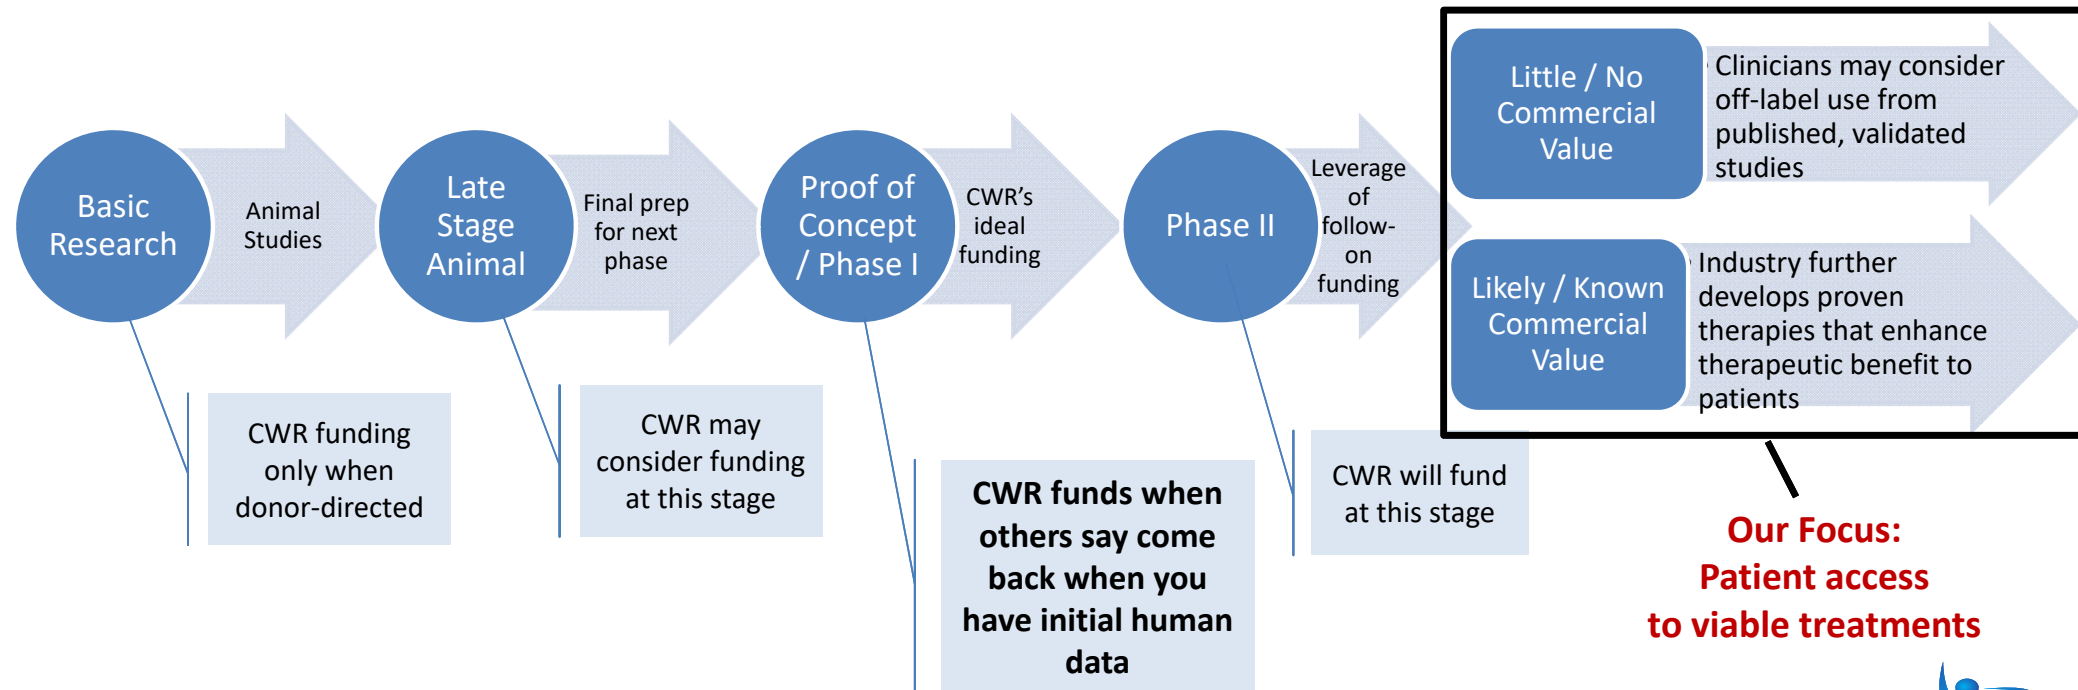 Basic
Research
Animal
Studies
Late
Stage
Animal
Final prep
for next
phase
Proof of
Concept
/ Phase I
CWR’s
ideal
funding
Phase II
Leverage
of
follow-
on
funding
Little / No
Commercial
Value
• Clinicians may consider
off-label use from
published, validated
studies
Likely / Known
Commercial
Value
• Industry further
develops proven
therapies that enhance
therapeutic benefit to
patients
CWR funding
only when
donor-directed
CWR may
consider funding
at this stage
CWR funds when
others say come
back when you
have initial human
data
CWR will fund
at this stage
Our Focus:
Patient access
to viable treatments